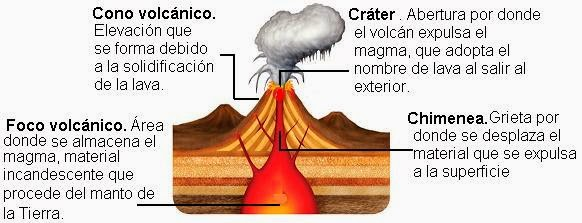 Cono volcánico.
Elevación que
se forma debido
a la solidificación
de la lava.
Cráter . Abertura por donde
el volcán expulsa el
magma, que adopta el
nombre de lava al salir al
exterior.
Foco volcánico. Área
donde se almacena el
magma, material
incandescente que
procede del manto de
la Tierra.
Chimenea.Grieta por
donde se desplaza el
material que se expulsa
a la superficie